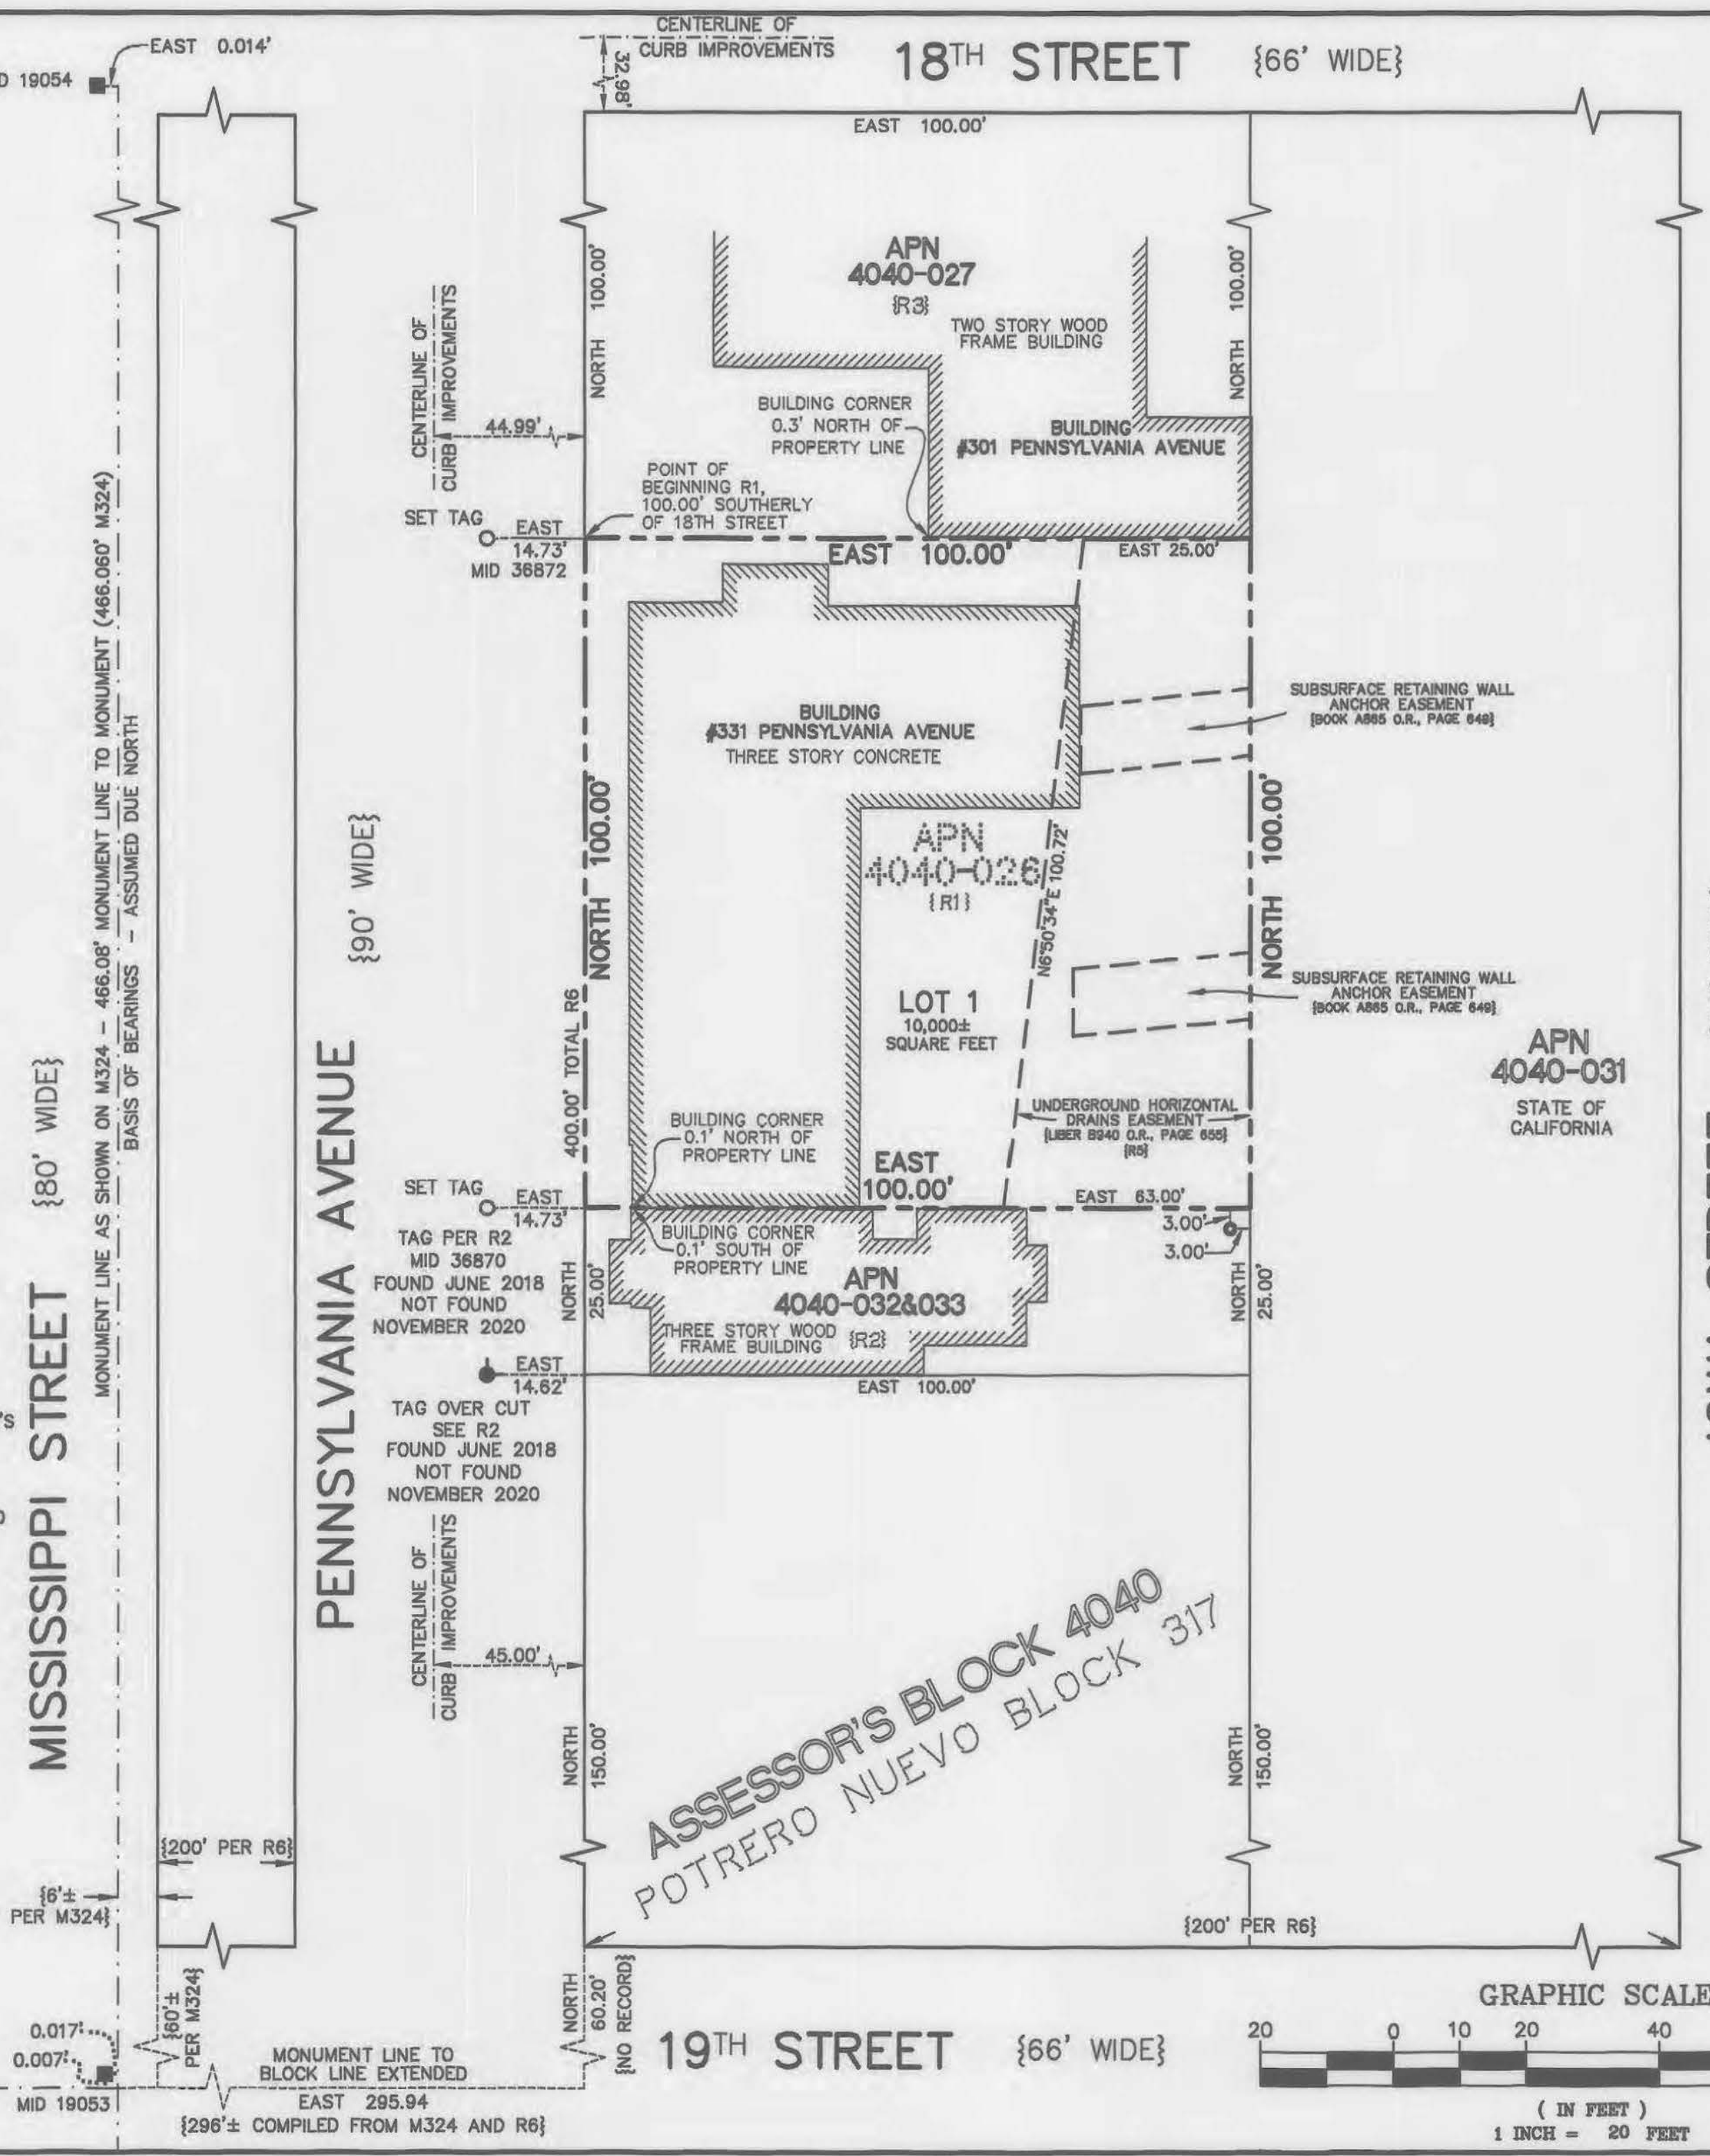 CENTERLINE OF
CURB IMPROVEMENTS
32.98'
18TH STREET
{66' WIDE}
EAST 0.014'
19054
EAST 100.00'
NORTH 100.00'
NORTH 100.00'
APN
4040-027
{R3}
TWO STORY WOOD
FRAME BUILDING
CENTERLINE OF
CURB IMPROVEMENTS
44.99'
BUILDING CORNER
0.3' NORTH OF
PROPERTY LINE
BUILDING
#301 PENNSYLVANIA AVENUE
POINT OF
BEGINNING R1,
100.00' SOUTHERLY
OF 18TH STREET
SET TAG
EAST
14.73'
MID 36872
EAST 100.00'
EAST 25.00'
MONUMENT LINE AS SHOWN ON M324 - 466.08' MONUMENT LINE TO MONUMENT (466.060' M324)
BASIS OF BEARINGS - ASSUMED DUE NORTH
BUILDING
#331 PENNSYLVANIA AVENUE
THREE STORY CONCRETE
SUBSURFACE RETAINING WALL
ANCHOR EASEMENT
[BOOK A865 O.R., PAGE 649]
NORTH 100.00'
NORTH 100.00'
{90' WIDE}
APN
4040-026
{R1}
N6°50'34"E 100.72'
LOT 1
10,000±
SQUARE FEET
SUBSURFACE RETAINING WALL
ANCHOR EASEMENT
[BOOK A865 O.R., PAGE 649]
400.00' TOTAL R6
APN
4040-031
STATE OF
CALIFORNIA
{80' WIDE}
MISSISSIPPI STREET
PENNSYLVANIA AVENUE
BUILDING CORNER
0.1' NORTH OF
PROPERTY LINE
UNDERGROUND HORIZONTAL
DRAINS EASEMENT
[LIBER B940 O.R., PAGE 655]
[R5]
EAST
100.00'
EAST 63.00'
SET TAG
EAST
14.73'
TAG PER R2
MID 36870
FOUND JUNE 2018
NOT FOUND
NOVEMBER 2020
3.00'
3.00'
BUILDING CORNER
0.1' SOUTH OF
PROPERTY LINE
APN
4040-032&033
THREE STORY WOOD
FRAME BUILDING
{R2}
NORTH
25.00'
NORTH
25.00'
EAST
14.62'
EAST 100.00'
TAG OVER CUT
SEE R2
FOUND JUNE 2018
NOT FOUND
NOVEMBER 2020
CENTERLINE OF
CURB IMPROVEMENTS
45.00'
ASSESSOR'S BLOCK 4040
POTRERO NUEVO BLOCK 317
NORTH
150.00'
NORTH
150.00'
{200' PER R6}
{6'±
PER M324}
{200' PER R6}
{60'±
PER M324}
NORTH
60.20'
{NO RECORD}
19TH STREET
{66' WIDE}
0.017'
0.007'
MID 19053
MONUMENT LINE TO
BLOCK LINE EXTENDED
EAST 295.94
{296'± COMPILED FROM M324 AND R6}
GRAPHIC SCALE
20 0 10 20 40
( IN FEET )
1 INCH = 20 FEET